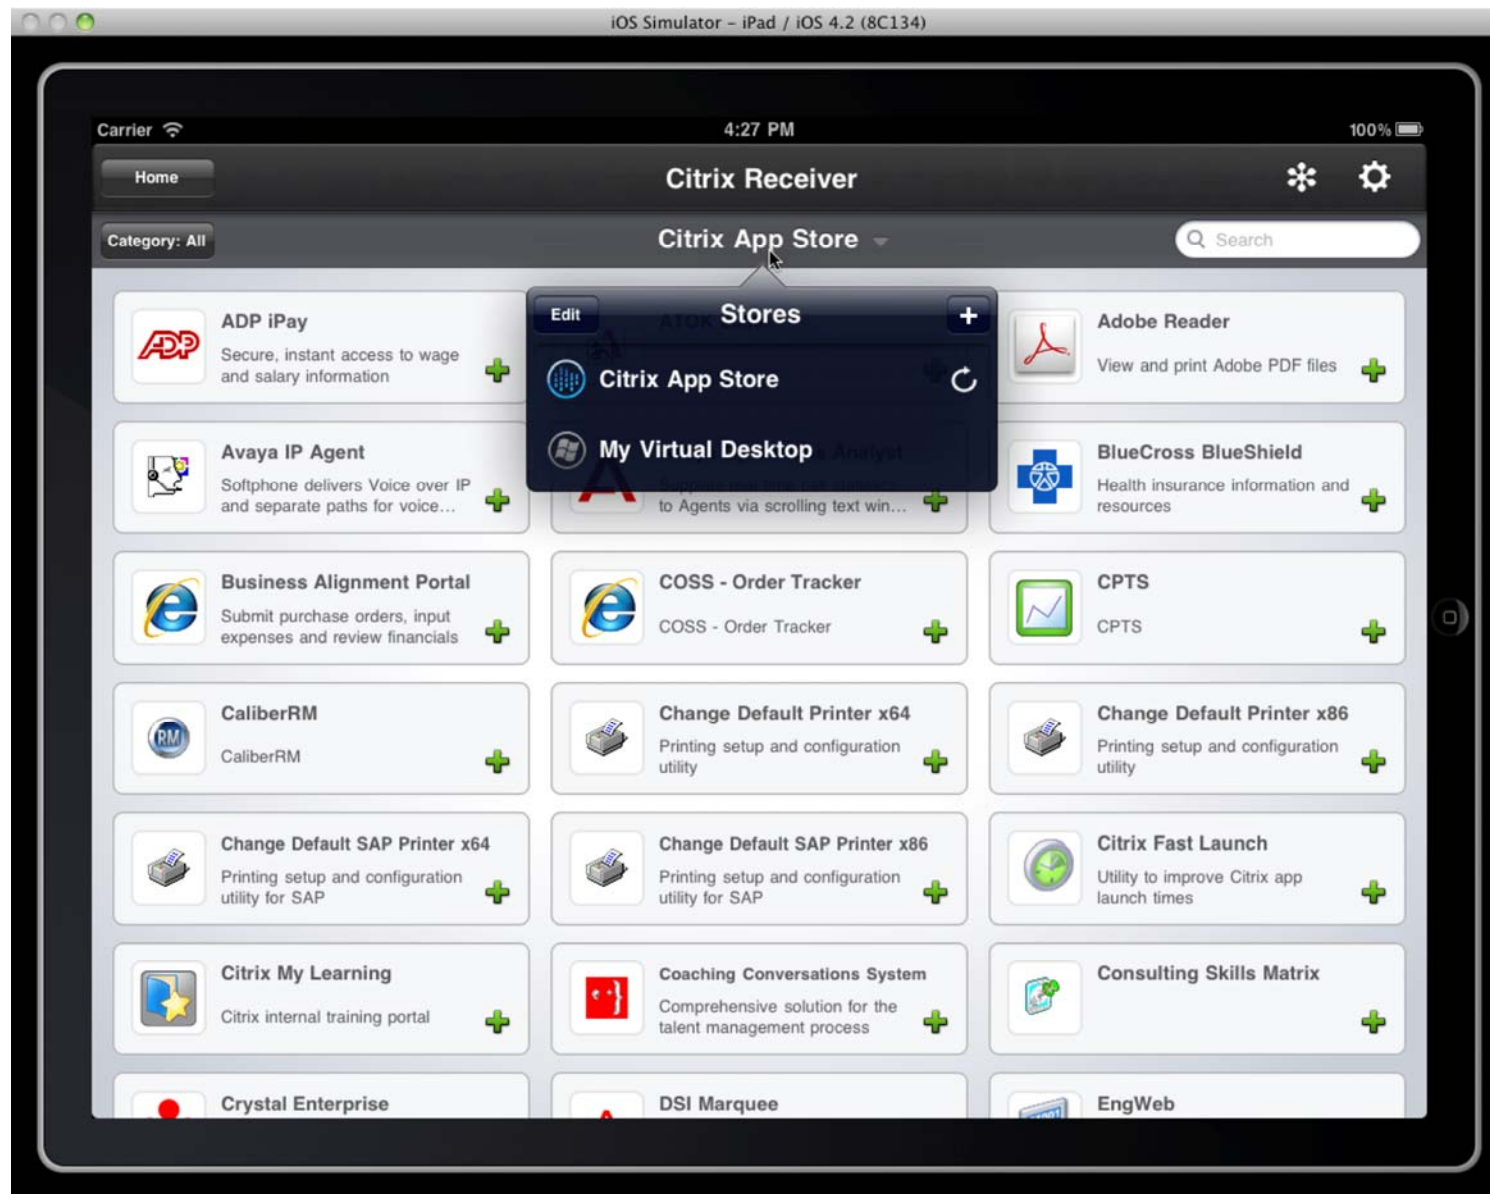 iOS Simulator – iPad / iOS 4.2 (8C134)
Carrier
4:27 PM
100%
Home
Citrix Receiver
Category: All
Citrix App Store
Search
Edit
Stores
+
Citrix App Store
My Virtual Desktop
ADP
ADP iPay
Secure, instant access to wage
and salary information
Adobe Reader
View and print Adobe PDF files
Avaya IP Agent
Softphone delivers Voice over IP
and separate paths for voice...
Analyst
to Agents via scrolling text win...
BlueCross BlueShield
Health insurance information and
resources
Business Alignment Portal
Submit purchase orders, input
expenses and review financials
COSS - Order Tracker
COSS - Order Tracker
CPTS
CPTS
RM
CaliberRM
CaliberRM
Change Default Printer x64
Printing setup and configuration
utility
Change Default Printer x86
Printing setup and configuration
utility
Change Default SAP Printer x64
Printing setup and configuration
utility for SAP
Change Default SAP Printer x86
Printing setup and configuration
utility for SAP
Citrix Fast Launch
Utility to improve Citrix app
launch times
Citrix My Learning
Citrix internal training portal
Coaching Conversations System
Comprehensive solution for the
talent management process
Consulting Skills Matrix
Crystal Enterprise
DSI Marquee
EngWeb